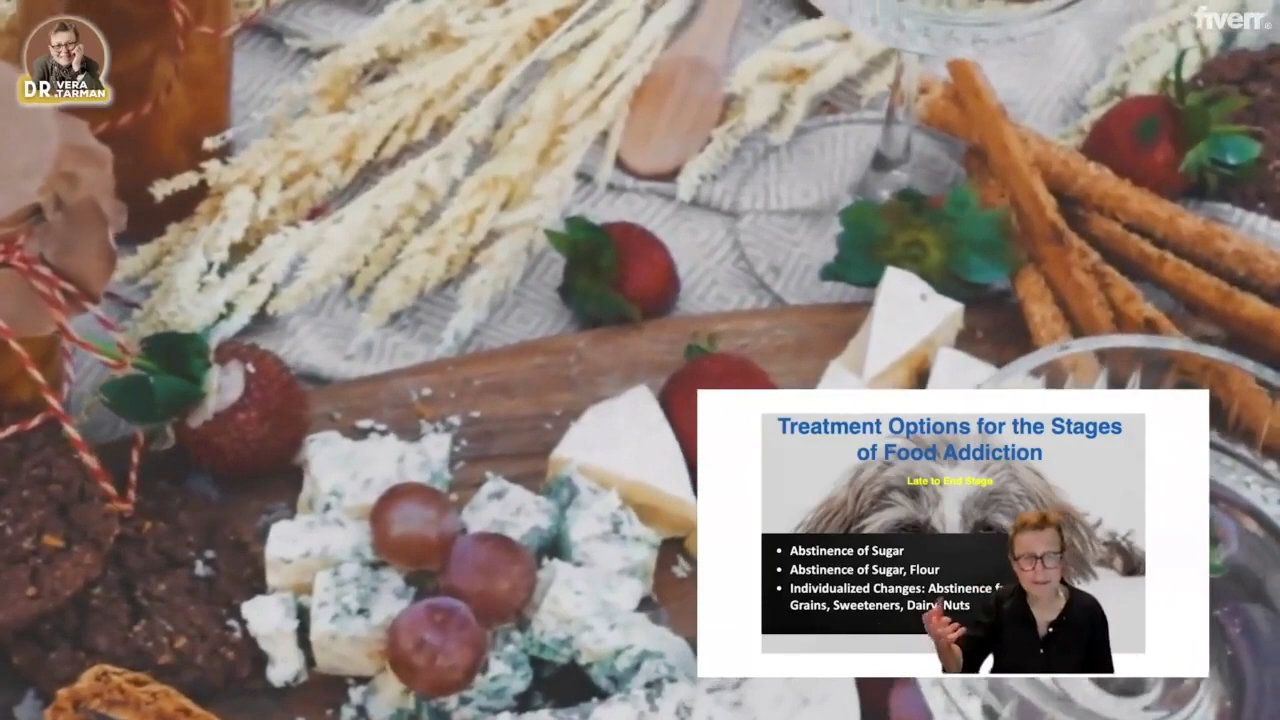 fiverr
DR. VERA
TARMAN
Treatment Options for the Stages
of Food Addiction
Late to End Stage
• Abstinence of Sugar
• Abstinence of Sugar, Flour
• Individualized Changes: Abstinence f
Grains, Sweeteners, Dairy, Nuts